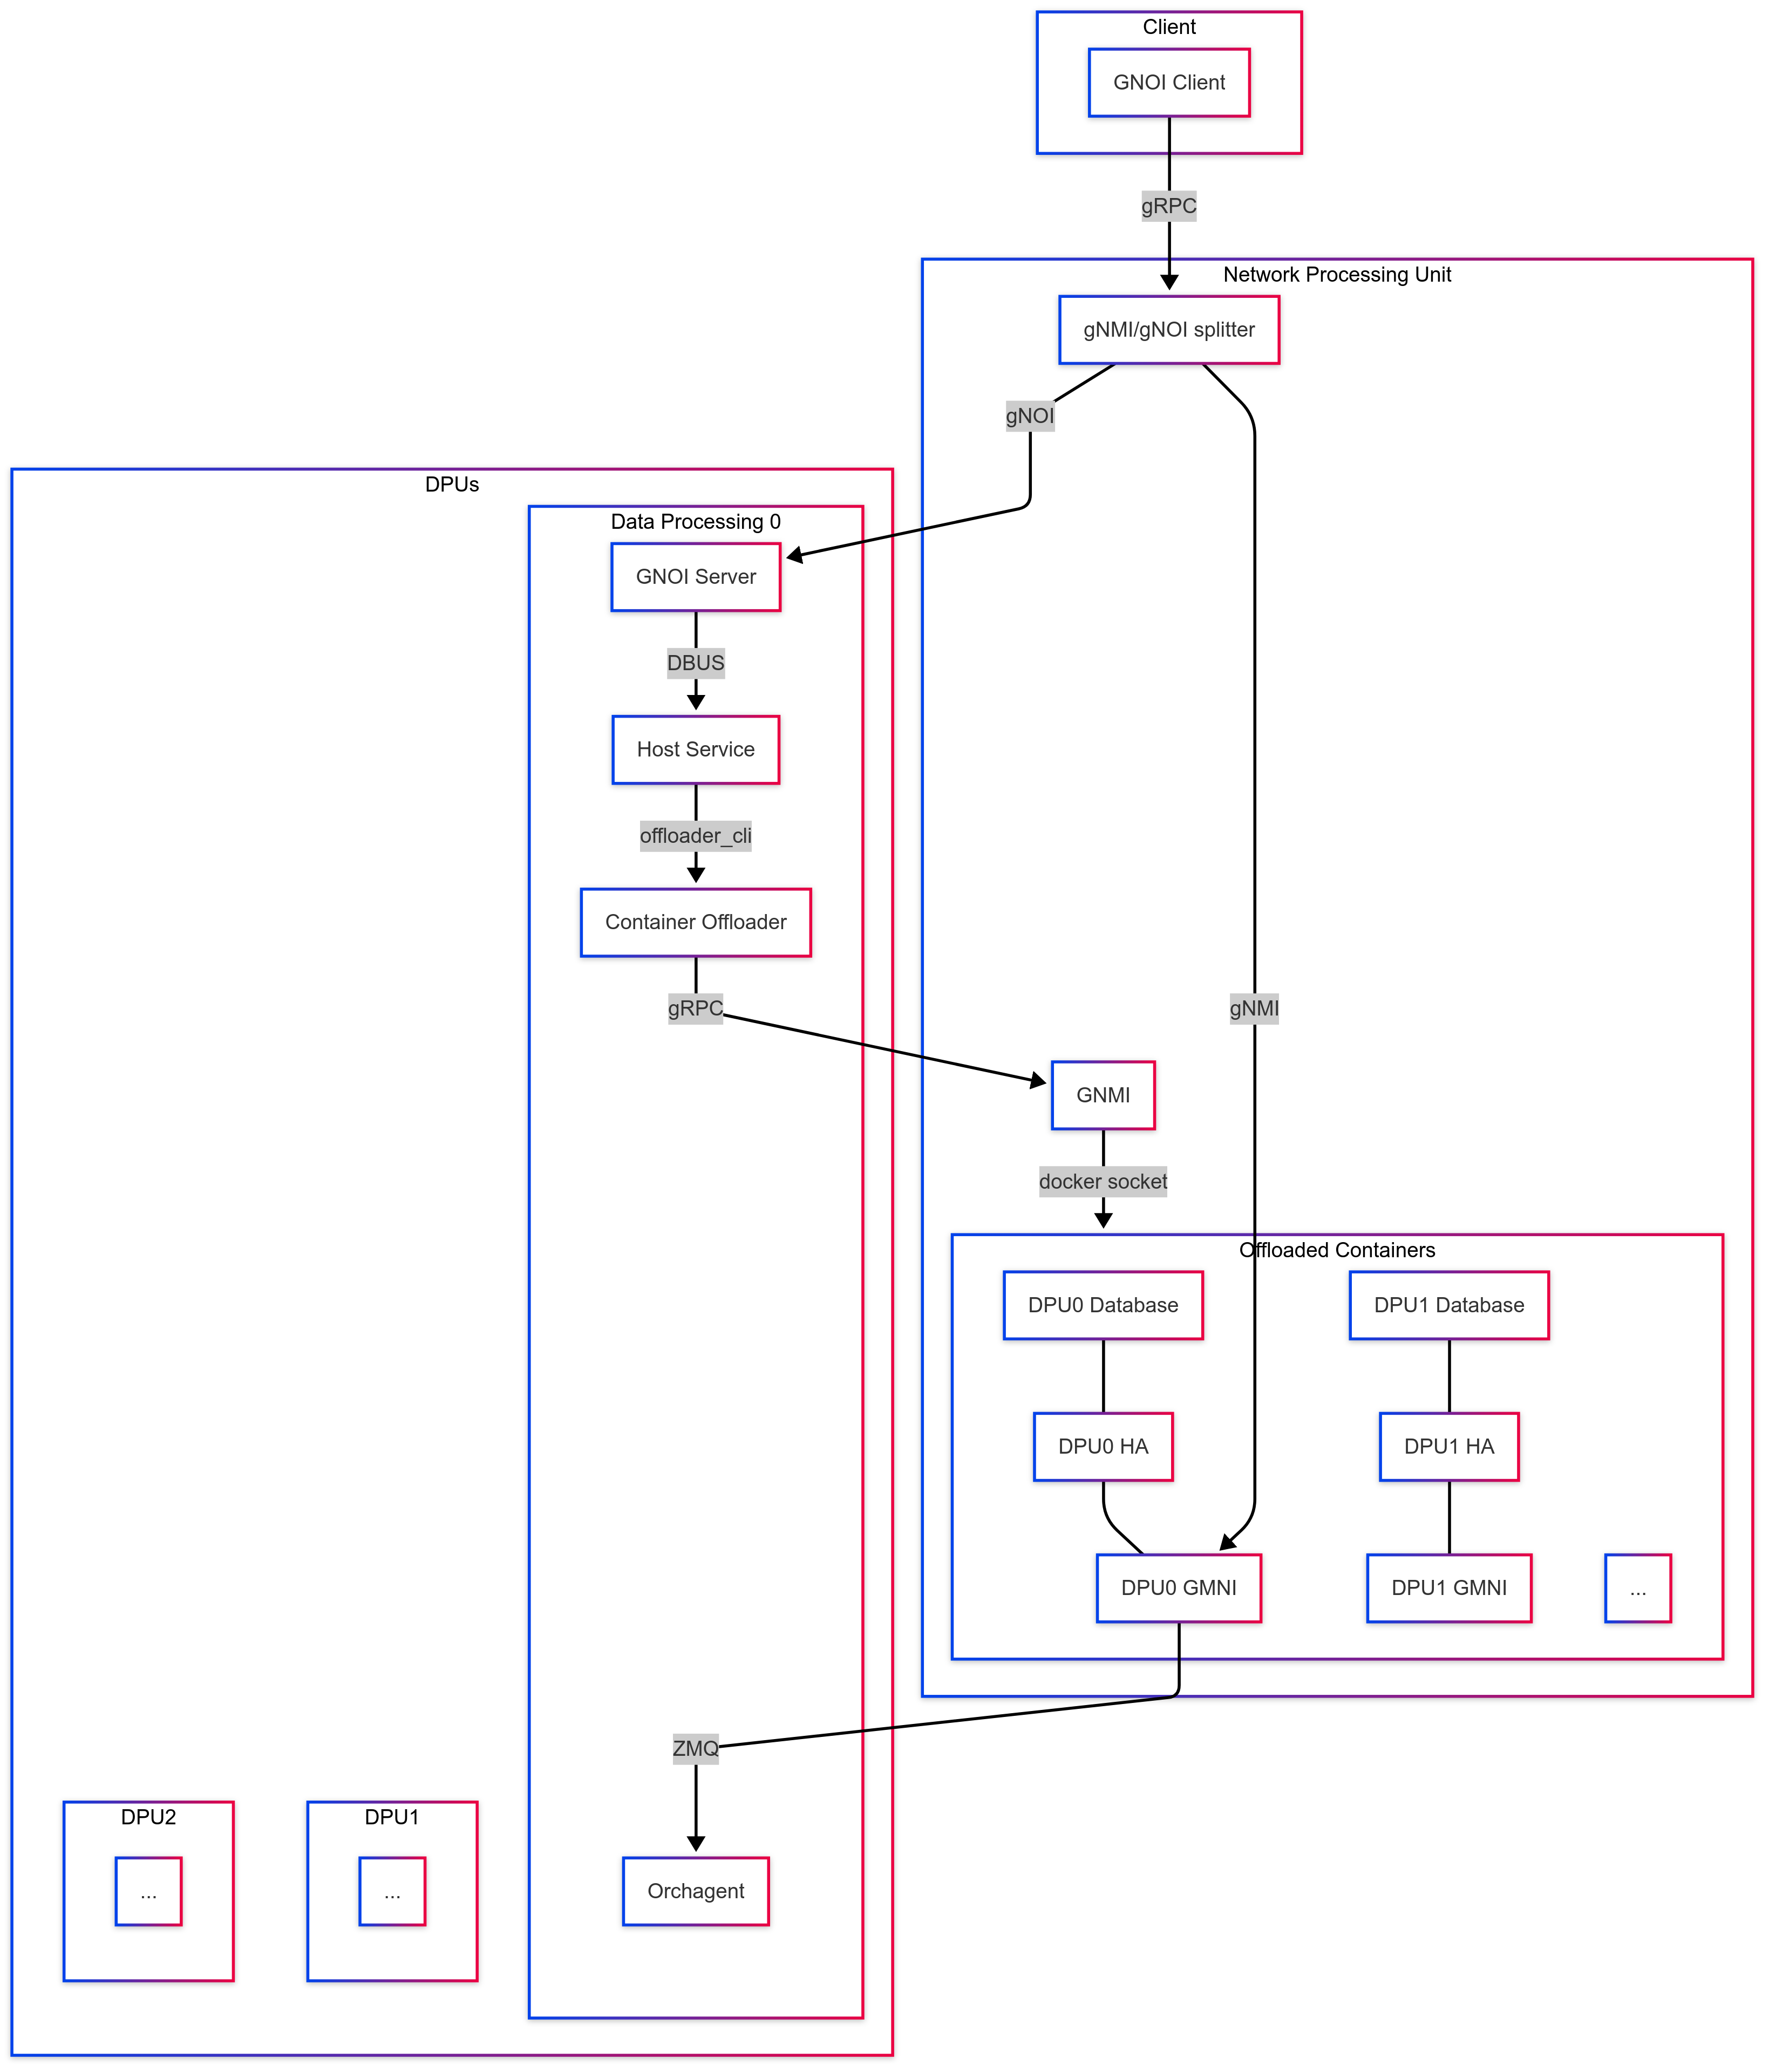 Client
GNOI Client
gRPC
Network Processing Unit
gNMI/gNOI splitter
gNOI
DPUs
Data Processing 0
GNOI Server
DBUS
Host Service
offloader_cli
Container Offloader
gRPC
gNMI
GNMI
docker socket
Offloaded Containers
DPU0 Database
DPU1 Database
DPU0 HA
DPU1 HA
DPU0 GMNI
DPU1 GMNI
...
ZMQ
DPU2
DPU1
...
...
Orchagent